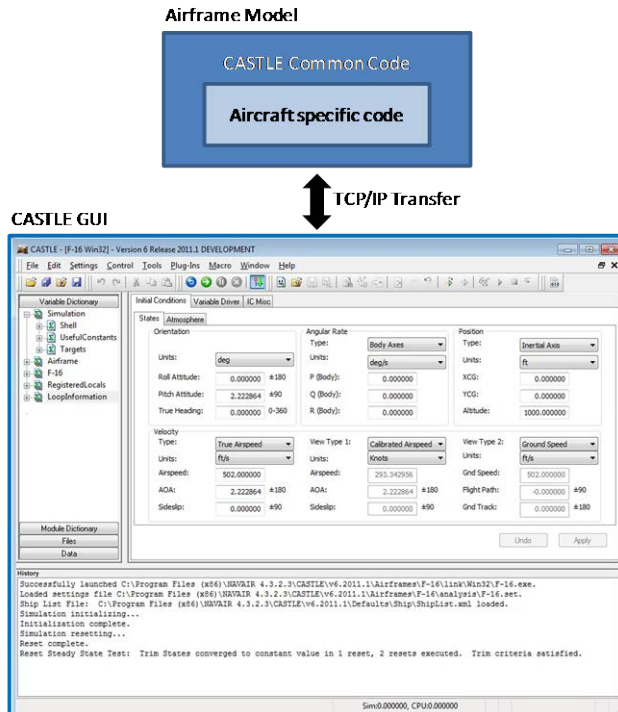 Airframe Model
CASTLE Common Code
Aircraft specific code
TCP/IP Transfer
CASTLE GUI
CASTLE - [F-16 Win32] - Version 6 Release 2011.1 DEVELOPMENT
File Edit Settings Control Tools Plug-Ins Macro Window Help
Variable Dictionary
Simulation
Shell
UsefulConstants
Targets
Airframe
F-16
RegisteredLocals
LoopInformation
Module Dictionary
Files
Data
Initial Conditions Variable Driver IC Misc
States Atmosphere
Orientation
Units: deg
Roll Attitude: 0.000000 ±180
Pitch Attitude: 2.222864 ±90
True Heading: 0.000000 0-360
Angular Rate
Type: Body Axes
Units: deg/s
P (Body): 0.000000
Q (Body): 0.000000
R (Body): 0.000000
Position
Type: Inertial Axis
Units: ft
XCG: 0.000000
YCG: 0.000000
Altitude: 1000.000000
Velocity
Type: True Airspeed
Units: ft/s
Airspeed: 502.000000
AOA: 2.222864 ±180
Sideslip: 0.000000 ±90
View Type 1: Calibrated Airspeed
Units: Knots
Airspeed: 293.342956
AOA: 2.222864 ±180
Sideslip: 0.000000 ±90
View Type 2: Ground Speed
Units: ft/s
Gnd Speed: 502.000000
Flight Path: -0.000000 ±90
Gnd Track: 0.000000 ±180
Undo Apply
History
Successfully launched C:\Program Files (x86)\NAVAIR 4.3.2.3\CASTLE\v6.2011.1\Airframes\F-16\link\Win32\F-16.exe.
Loaded settings file C:\Program Files (x86)\NAVAIR 4.3.2.3\CASTLE\v6.2011.1\Airframes\F-16\analysis\F-16.set.
Ship List File: C:\Program Files (x86)\NAVAIR 4.3.2.3\CASTLE\v6.2011.1\Defaults\Ship\ShipList.xml loaded.
Simulation initializing...
Initialization complete.
Simulation resetting...
Reset complete.
Reset Steady State Test: Trim States converged to constant value in 1 reset, 2 resets executed. Trim criteria satisfied.
Sim:0.000000, CPU:0.000000